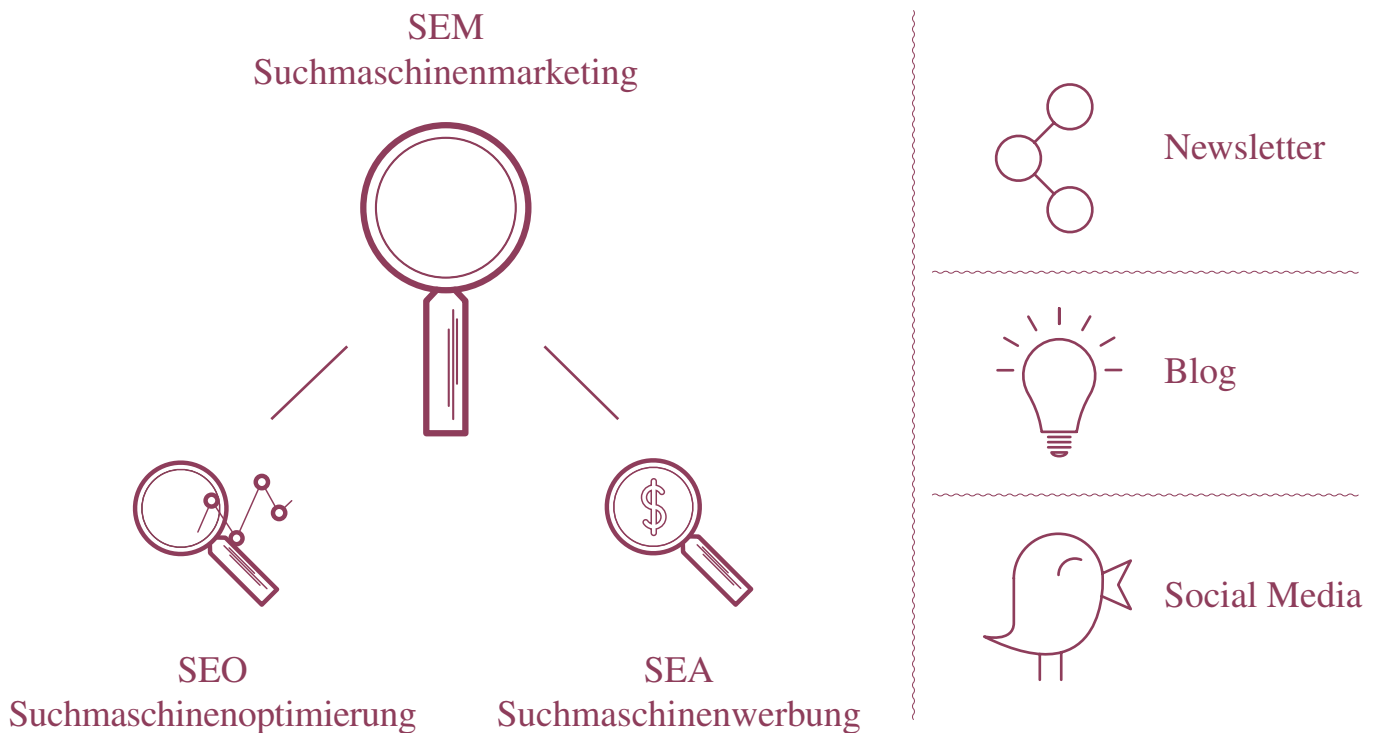 SEM
Suchmaschinenmarketing
SEO
Suchmaschinenoptimierung
SEA
Suchmaschinenwerbung
Newsletter
Blog
Social Media